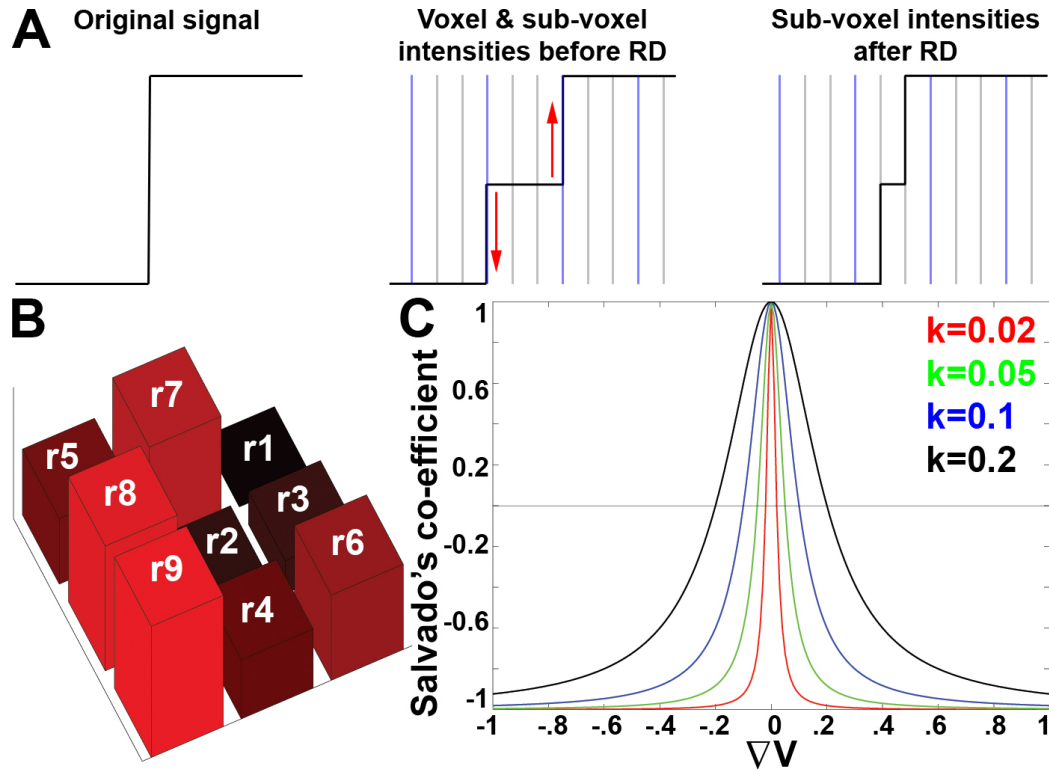 A
Original signal
Voxel & sub-voxel
intensities before RD
Sub-voxel intensities
after RD
B
r7
r5
r1
r8
r3
r2
r6
r9
r4
C
Salvado's co-efficient
1
0.6
0.2
-0.2
-0.6
-1
k=0.02
k=0.05
k=0.1
k=0.2
-1 -.8 -.6 -.4 -.2 0 .2 .4 .6 .8 1
∇V